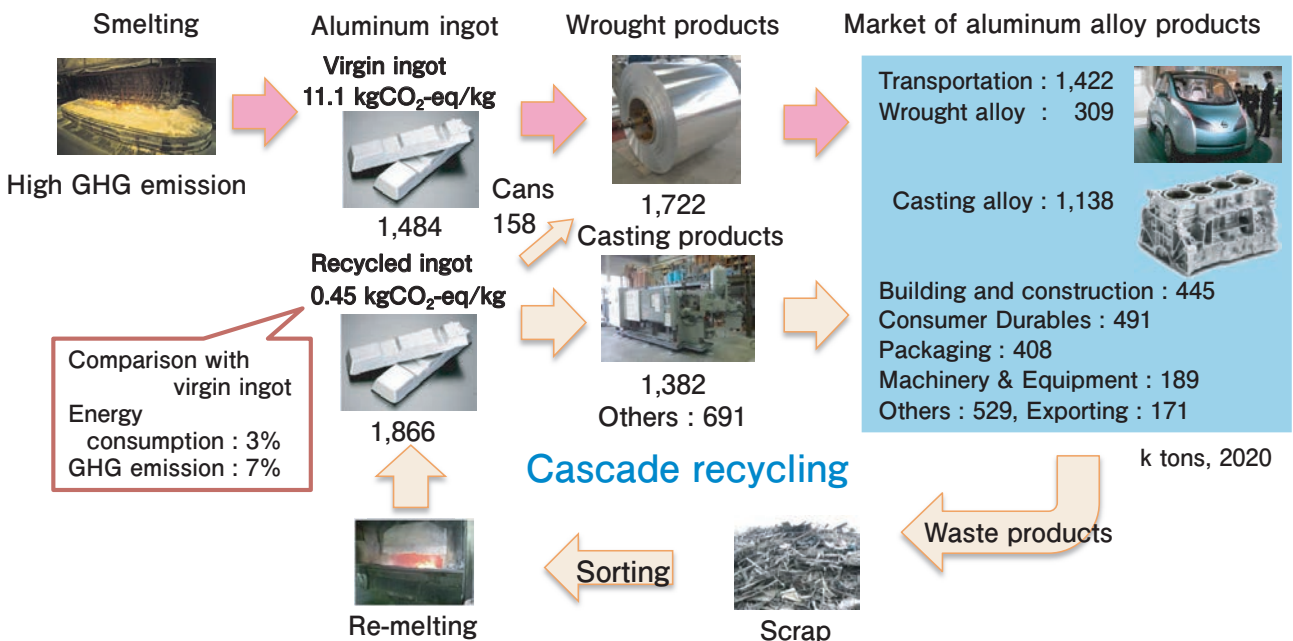 Smelting
High GHG emission
Aluminum ingot
Virgin ingot
11.1 kgCO₂-eq/kg
1,484
Recycled ingot
0.45 kgCO₂-eq/kg
1,866
Comparison with
virgin ingot
Energy
consumption : 3%
GHG emission : 7%
Cans
158
Wrought products
1,722
Casting products
1,382
Others : 691
Market of aluminum alloy products
Transportation : 1,422
Wrought alloy : 309
Casting alloy : 1,138
Building and construction : 445
Consumer Durables : 491
Packaging : 408
Machinery & Equipment : 189
Others : 529, Exporting : 171
k tons, 2020
Cascade recycling
Waste products
Scrap
Sorting
Re-melting